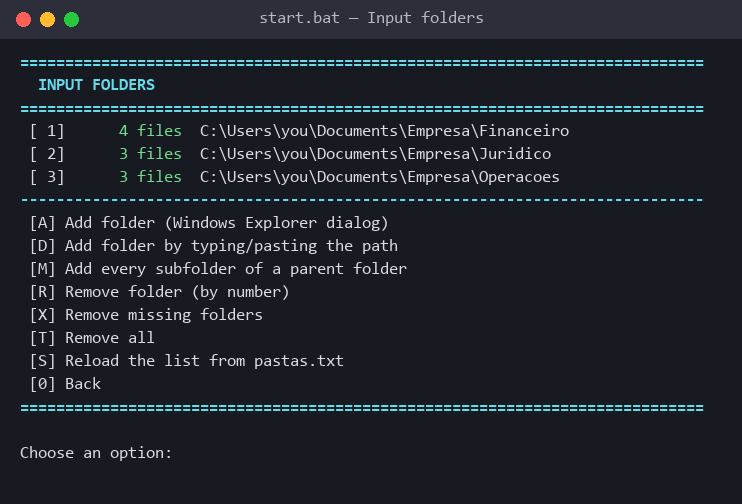 start.bat — Input folders
============================================================================
INPUT FOLDERS
============================================================================
[ 1]      4 files  C:\Users\you\Documents\Empresa\Financeiro
[ 2]      3 files  C:\Users\you\Documents\Empresa\Juridico
[ 3]      3 files  C:\Users\you\Documents\Empresa\Operacoes
----------------------------------------------------------------------------
[A] Add folder (Windows Explorer dialog)
[D] Add folder by typing/pasting the path
[M] Add every subfolder of a parent folder
[R] Remove folder (by number)
[X] Remove missing folders
[T] Remove all
[S] Reload the list from pastas.txt
[0] Back
============================================================================
Choose an option: